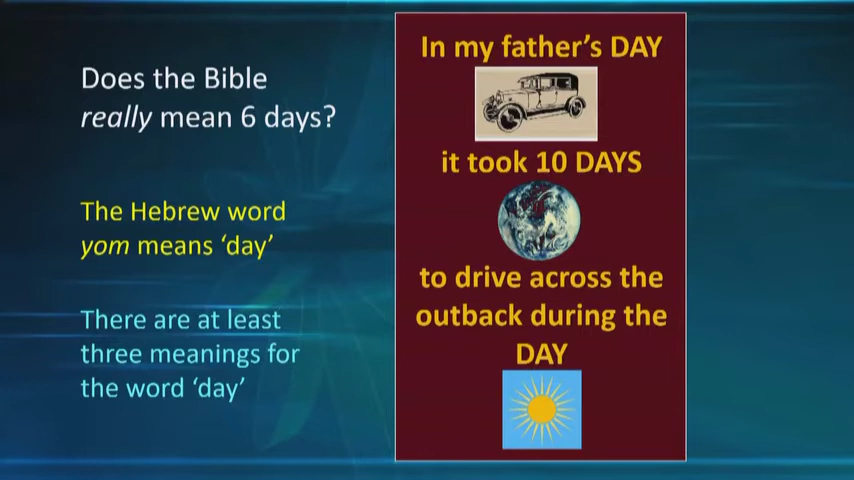 Does the Bible
really mean 6 days?
The Hebrew word
yom means ‘day’
There are at least
three meanings for
the word ‘day’
In my father’s DAY
it took 10 DAYS
to drive across the
outback during the
DAY